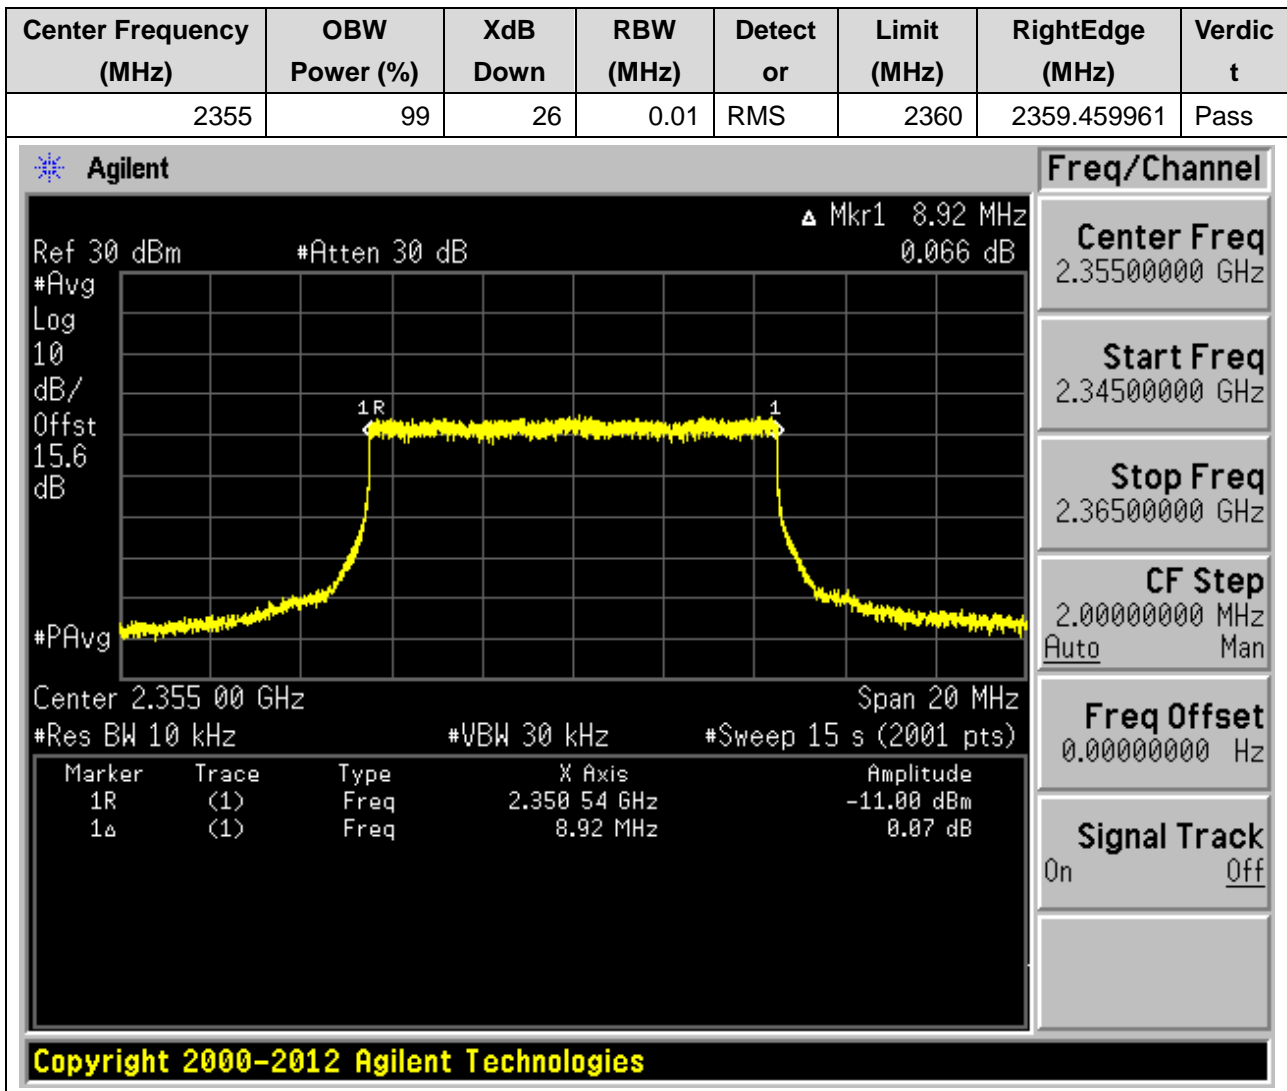 Center Frequency (MHz) OBW Power (%) XdB Down RBW (MHz) Detect or Limit (MHz) RightEdge (MHz) Verdic t
2355 99 26 0.01 RMS 2360 2359.459961 Pass
Agilent
Freq/Channel
Δ Mkr1 8.92 MHz
Ref 30 dBm #Atten 30 dB 0.066 dB
#Avg
Log
10
dB/
Offst
15.6
dB
1R 1
#PAvg
Center 2.355 00 GHz Span 20 MHz
#Res BW 10 kHz #VBW 30 kHz #Sweep 15 s (2001 pts)
Marker Trace Type X Axis Amplitude
1R (1) Freq 2.350 54 GHz -11.00 dBm
1Δ (1) Freq 8.92 MHz 0.07 dB
Center Freq
2.35500000 GHz
Start Freq
2.34500000 GHz
Stop Freq
2.36500000 GHz
CF Step
2.00000000 MHz
Auto Man
Freq Offset
0.00000000 Hz
Signal Track
On Off
Copyright 2000-2012 Agilent Technologies